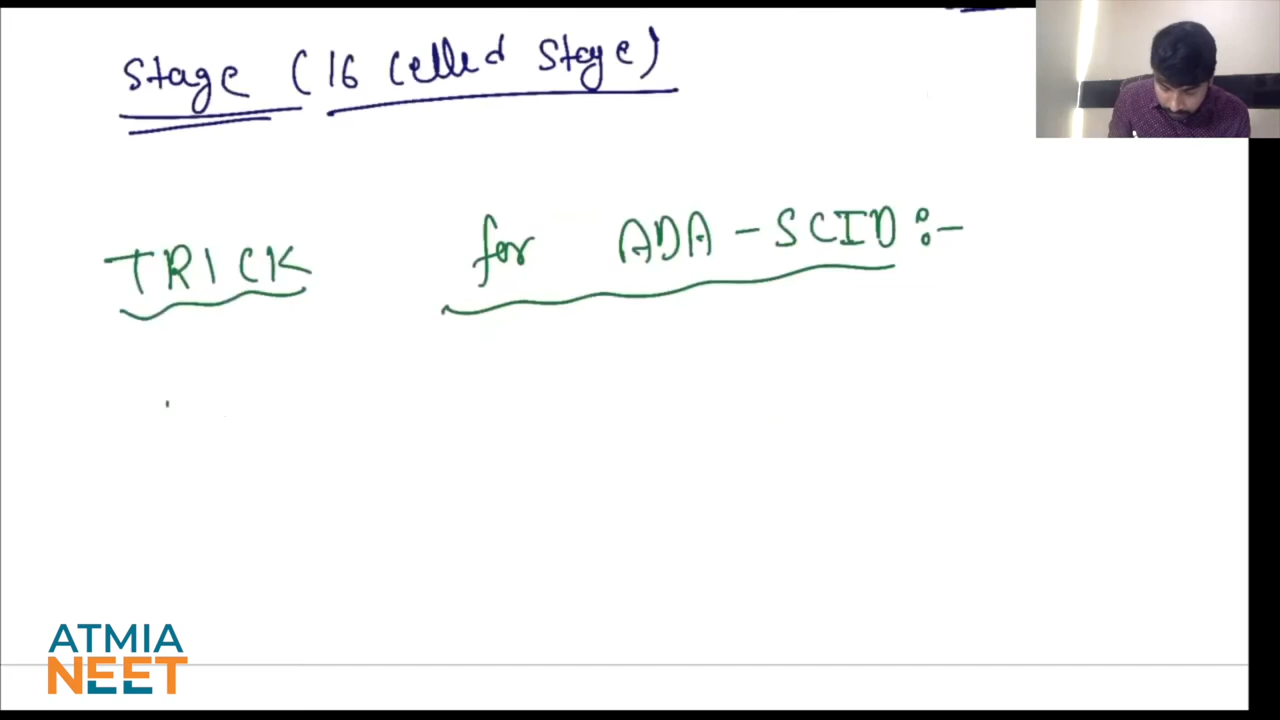 Stage (16 celled Stage)
TRICK for ADA - SCID :-
ATMIA
NEET